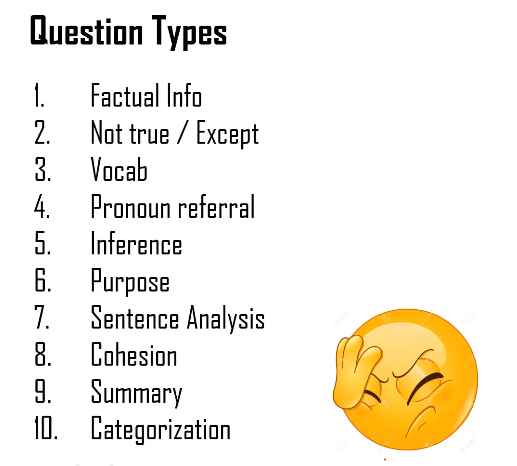 Question Types
1. Factual Info
2. Not true / Except
3. Vocab
4. Pronoun referral
5. Inference
6. Purpose
7. Sentence Analysis
8. Cohesion
9. Summary
10. Categorization